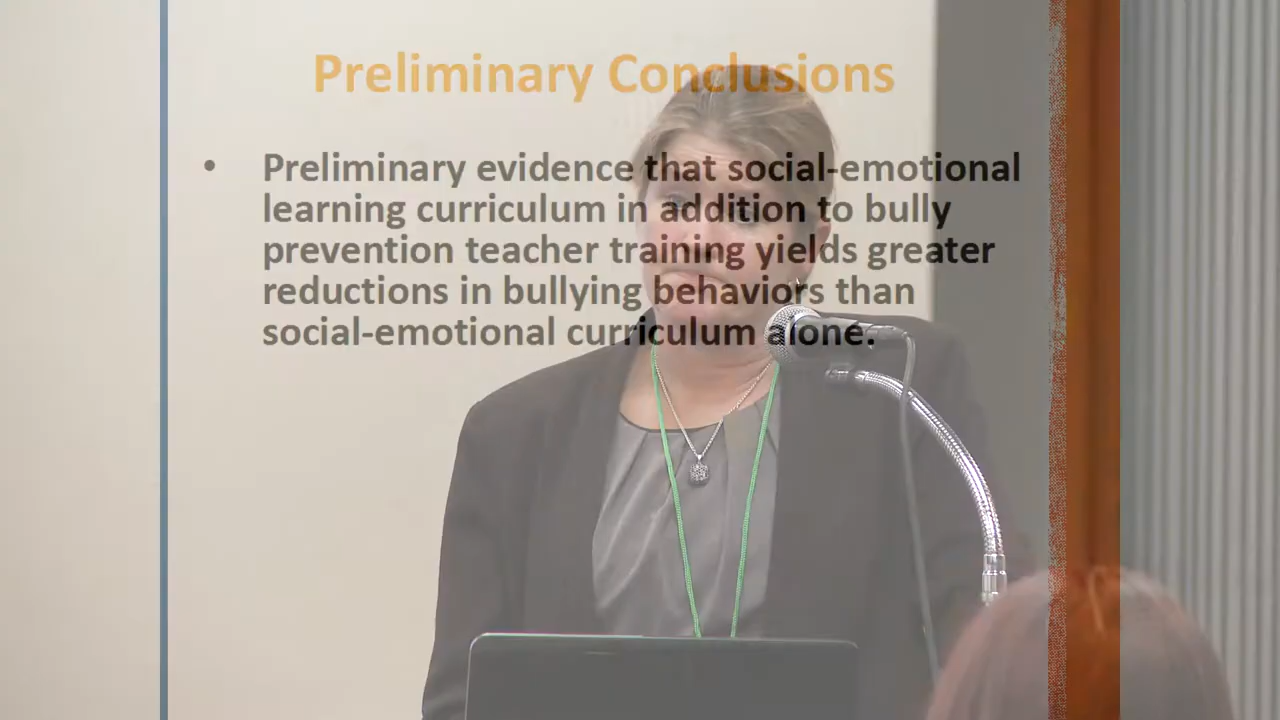 Preliminary Conclusions
• Preliminary evidence that social-emotional
learning curriculum in addition to bully
prevention teacher training yields greater
reductions in bullying behaviors than
social-emotional curriculum alone.